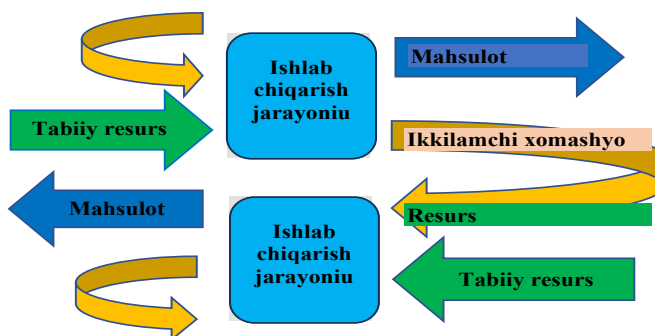 Ishlab
chiqarish
jarayoniu
Mahsulot
Tabiiy resurs
Ikkilamchi xomashyo
Mahsulot
Ishlab
chiqarish
jarayoniu
Resurs
Tabiiy resurs